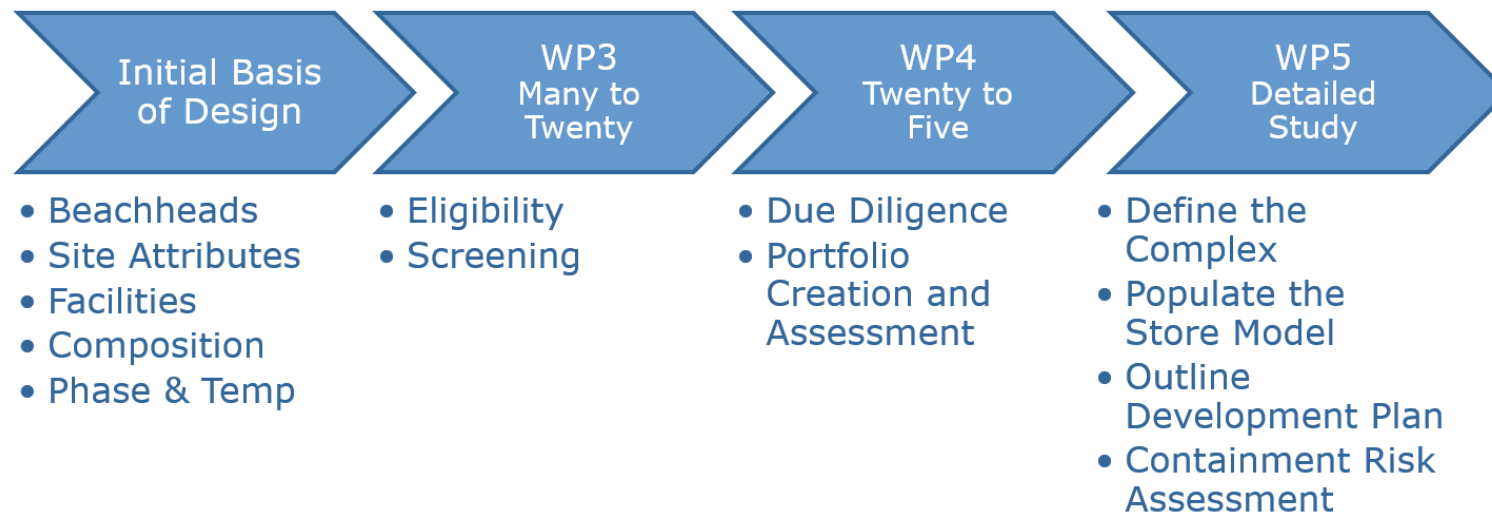 Initial Basis
of Design
• Beachheads
• Site Attributes
• Facilities
• Composition
• Phase & Temp
WP3
Many to
Twenty
• Eligibility
• Screening
WP4
Twenty to
Five
• Due Diligence
• Portfolio
Creation and
Assessment
WP5
Detailed
Study
• Define the
Complex
• Populate the
Store Model
• Outline
Development Plan
• Containment Risk
Assessment